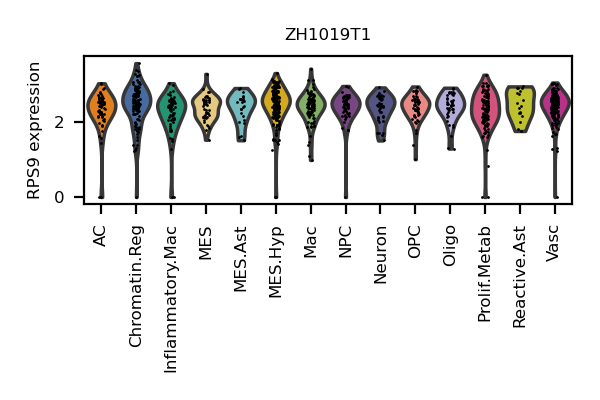 ZH1019T1
RPS9 expression
2
0
AC
Chromatin.Reg
Inflammatory.Mac
MES
MES.Ast
MES.Hyp
Mac
NPC
Neuron
OPC
Oligo
Prolif.Metab
Reactive.Ast
Vasc